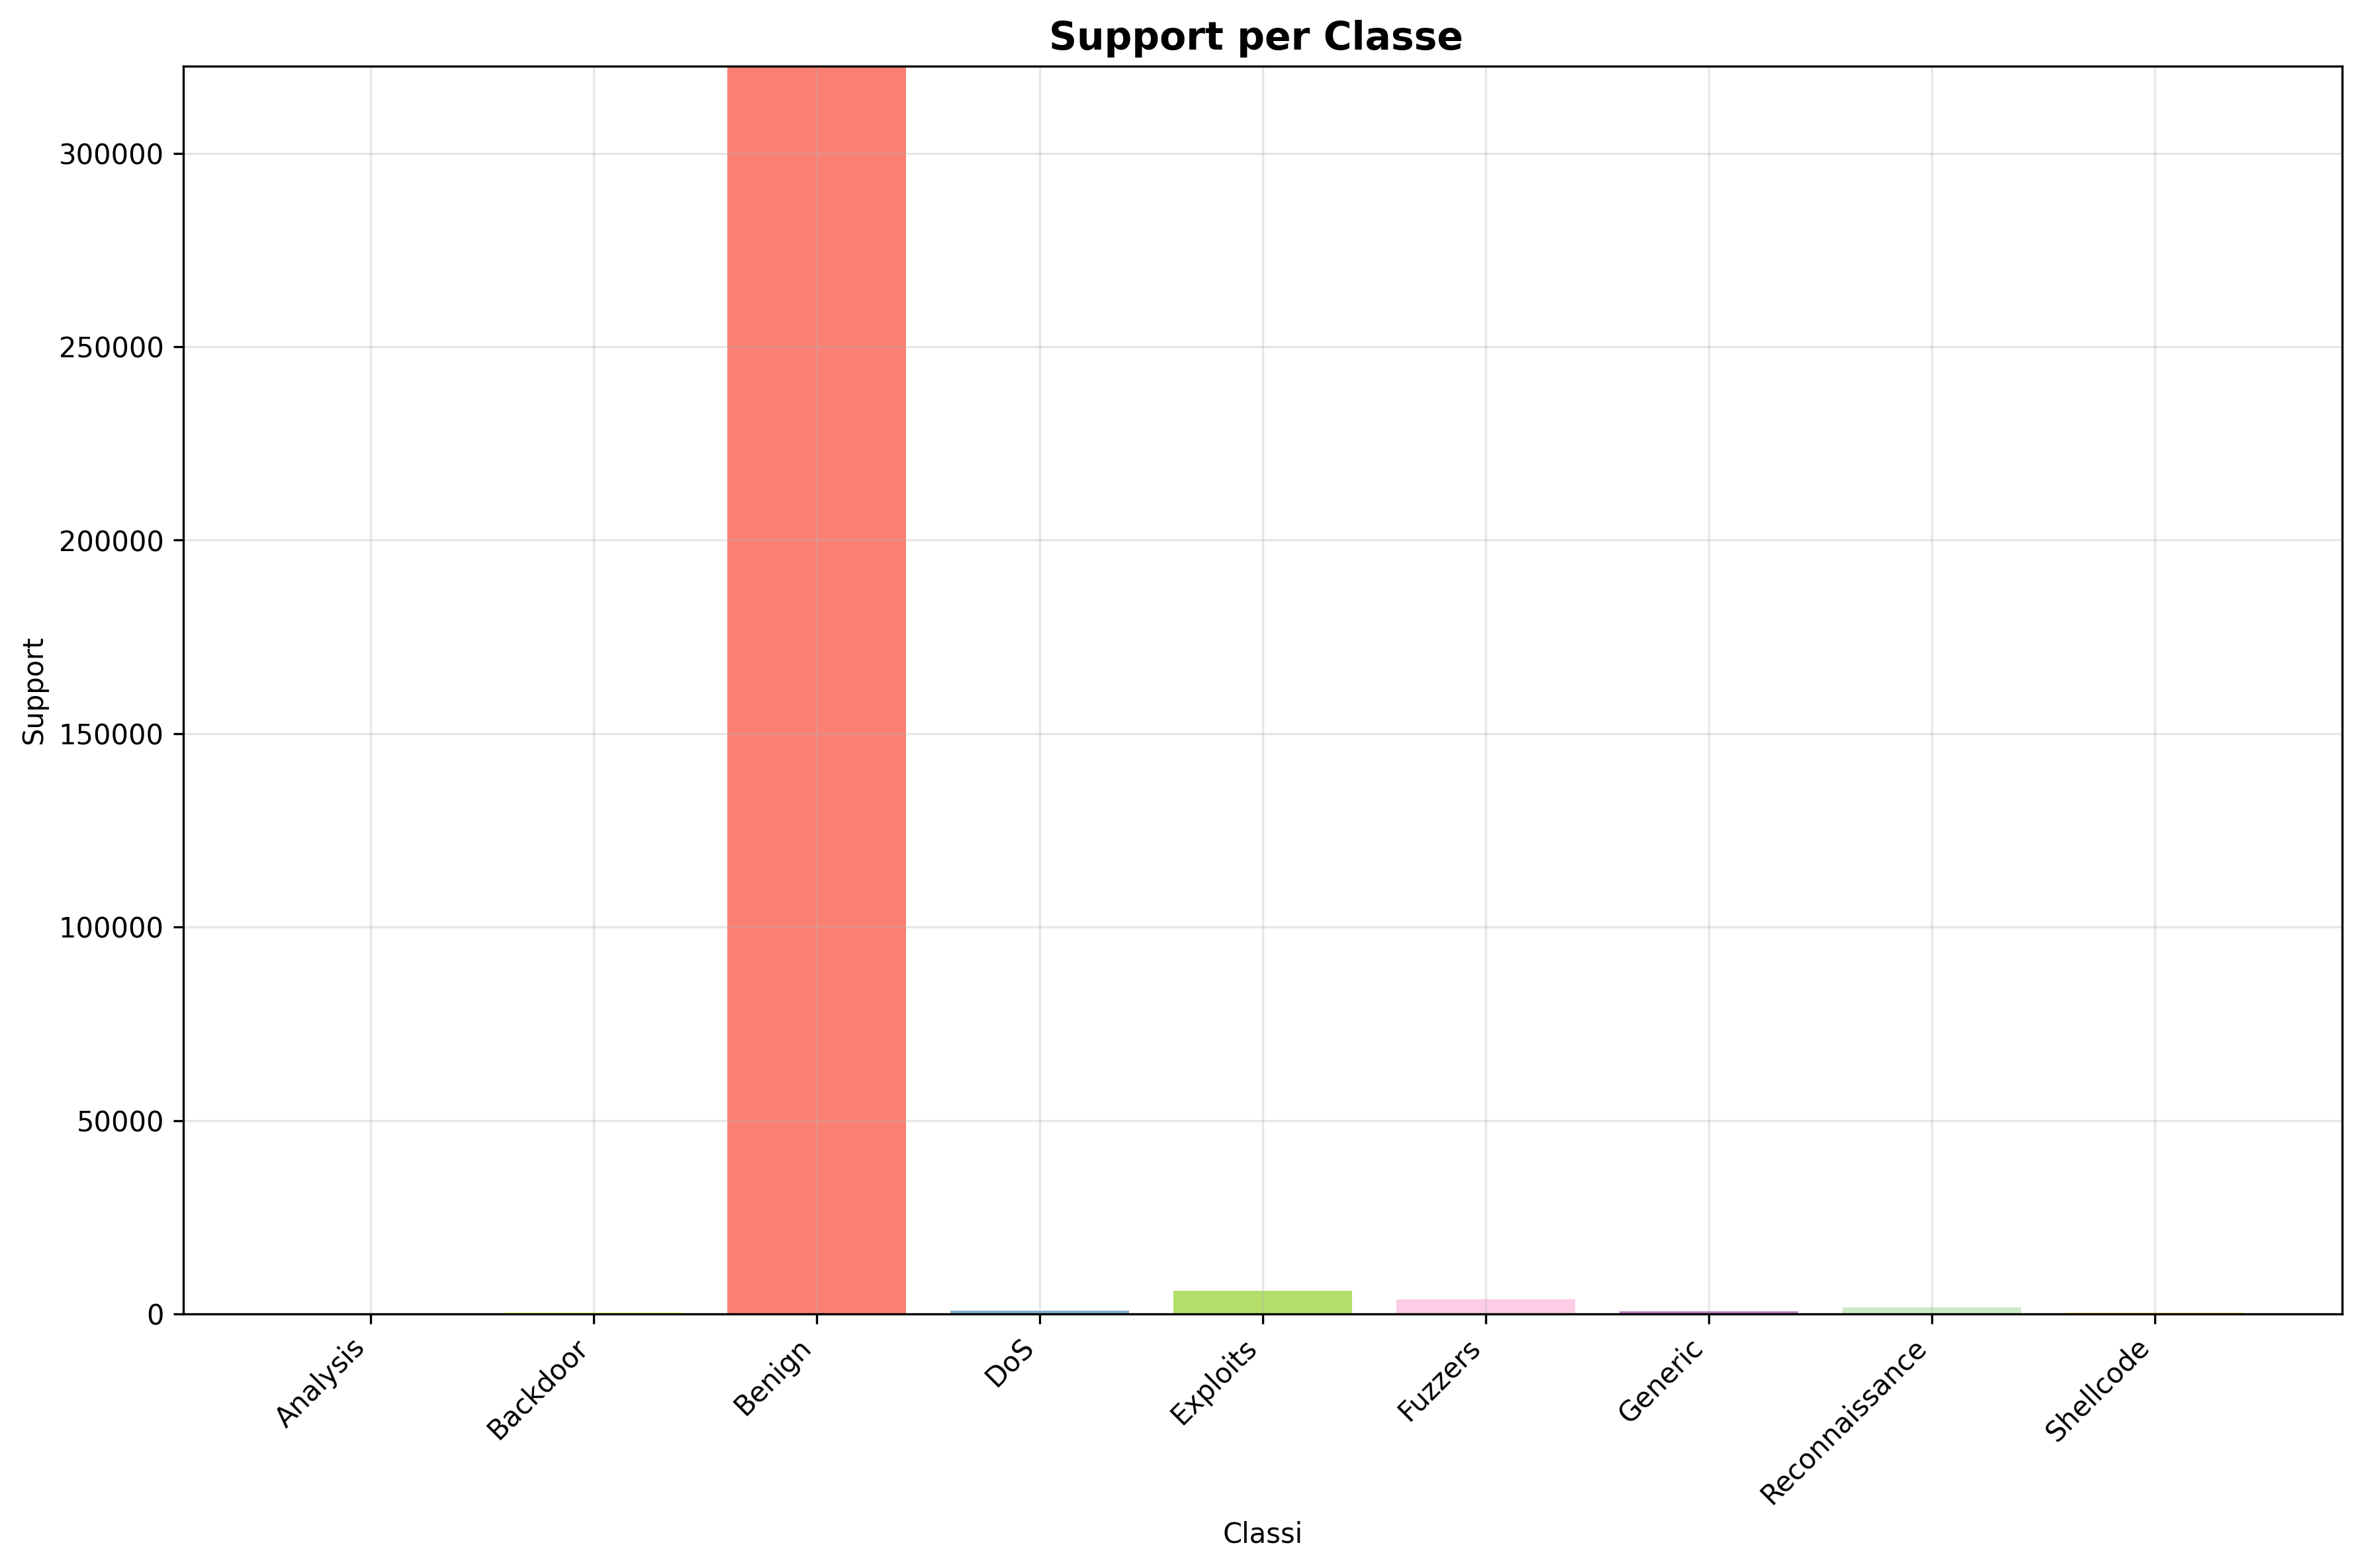 Support per Classe
300000
250000
200000
150000
100000
50000
0
Support
Analysis
Backdoor
Benign
DoS
Exploits
Fuzzers
Generic
Reconnaissance
Shellcode
Classi